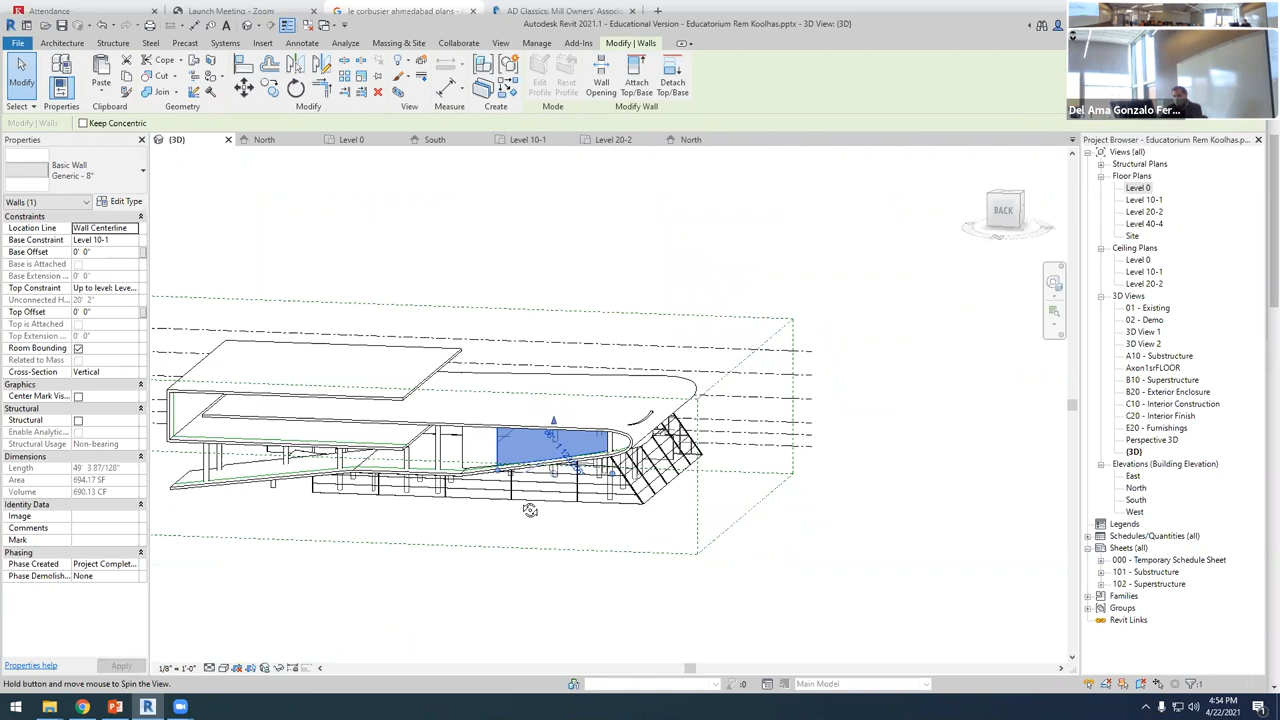 Attendance
Launch Meeting - Zoom
le corbusier ahmedabad plans -
AD Classics: Mill Owners' Assoc
Autodesk Revit 2021.1 - Educational Version - Educatorium Rem Koolhas.pptx - 3D View: {3D}
File Architecture Structure Steel Precast Systems Insert Annotate Analyze Massing & Site Collaborate View Manage Add-Ins Modify | Walls
Modify
Properties
Paste
Cope
Cut
Join
Edit
Profile
Reset
Profile
Wall
Opening
Attach
Top/Base
Detach
Top/Base
Select Properties Clipboard Geometry Modify View Measure Create Mode Modify Wall
Modify | Walls Keep Concentric
Del Ama Gonzalo Fer...
Properties
{3D} North Level 0 South Level 10-1 Level 20-2 North
Basic Wall
Generic - 8"
Walls (1) Edit Type
Constraints
Location Line Wall Centerline
Base Constraint Level 10-1
Base Offset 0' 0"
Base is Attached
Base Extension ... 0' 0"
Top Constraint Up to level: Leve...
Unconnected H... 20' 2"
Top Offset 0' 0"
Top is Attached
Top Extension ... 0' 0"
Room Bounding
Related to Mass
Cross-Section Vertical
Graphics
Center Mark Vis...
Structural
Structural
Enable Analytic...
Structural Usage Non-bearing
Dimensions
Length 49' 3 87/128"
Area 694.17 SF
Volume 690.13 CF
Identity Data
Image
Comments
Mark
Phasing
Phase Created Project Complet...
Phase Demolish... None
Properties help Apply
BACK
Project Browser - Educatorium Rem Koolhas.p...
Views (all)
Structural Plans
Floor Plans
Level 0
Level 10-1
Level 20-2
Level 40-4
Site
Ceiling Plans
Level 0
Level 10-1
Level 20-2
3D Views
01 - Existing
02 - Demo
3D View 1
3D View 2
A10 - Substructure
Axon1srFLOOR
B10 - Superstructure
B20 - Exterior Enclosure
C10 - Interior Construction
C20 - Interior Finish
E20 - Furnishings
Perspective 3D
{3D}
Elevations (Building Elevation)
East
North
South
West
Legends
Schedules/Quantities (all)
Sheets (all)
000 - Temporary Schedule Sheet
101 - Substructure
102 - Superstructure
Families
Groups
Revit Links
1/8" = 1'-0"
Hold button and move mouse to Spin the View.
:0
Main Model
:1
4:54 PM
4/22/2021